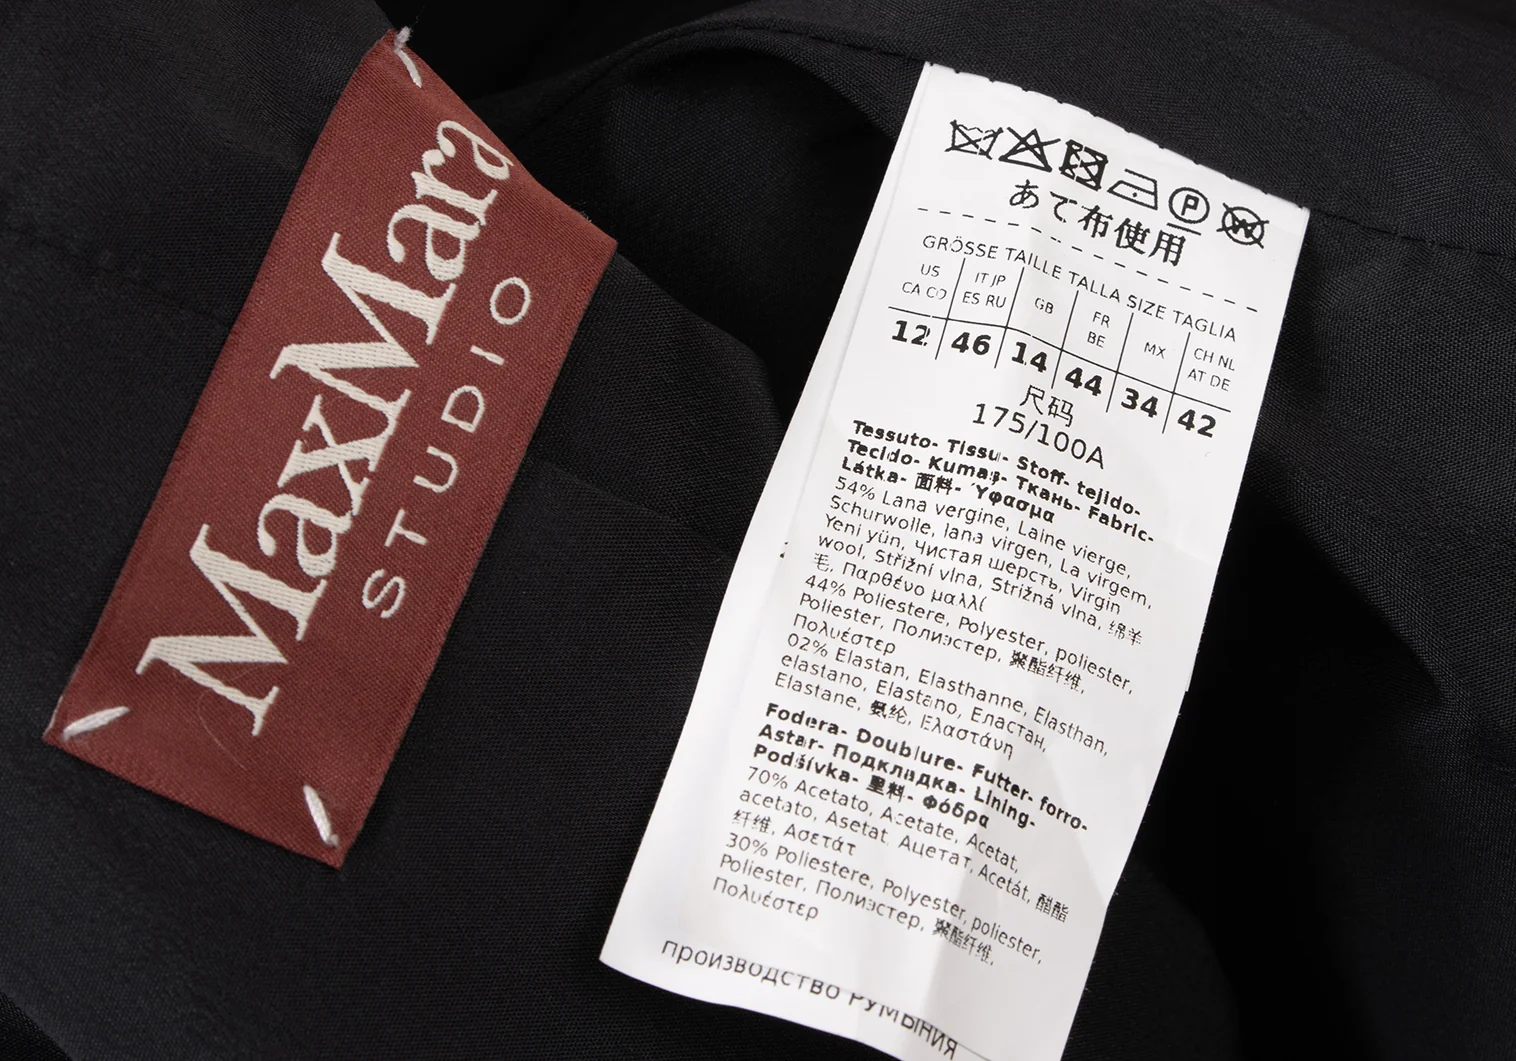 MaxMara
STUDIO
あて布使用
GRÖSSE TAILLE TALLA SIZE TAGLIA
US CA CO
IT JP ES RU
GB
FR BE
MX
CH NL AT DE
12 46 14 44 34 42
尺码
175/100A
Tessuto- Tissu- Stoff- tejido-
Tecido- Kumaş- Ткань- Fabric-
Látka- 面料- Ύφασμα
54% Lana vergine, Laine vierge,
Schurwolle, lana virgen, La virgem,
Yeni yün, Чистая шерсть, Virgin
wool, Střižní vlna, Strižná vlna, 绵羊
毛, Παρθένο μαλλί
44% Poliestere, Polyester, poliester,
Poliester, Полиэстер, 聚酯纤维,
Πολυέστερ
02% Elastan, Elasthanne, Elasthan,
elastano, Elastano, Еластан,
Elastane, 氨纶, Ελαστάνη
Fodera- Doublure- Futter- forro-
Astar- Подкладка- Lining-
Podšívka- 里料- Φόδρα
70% Acetato, Acetate, Acetat,
acetato, Asetat, Ацетат, Acetát, 醋酯
纤维, Ασετάτ
30% Poliestere, Polyester, poliester,
Poliester, Полиэстер, 聚酯纤维,
Πολυέστερ
производство РУМЫНИЯ